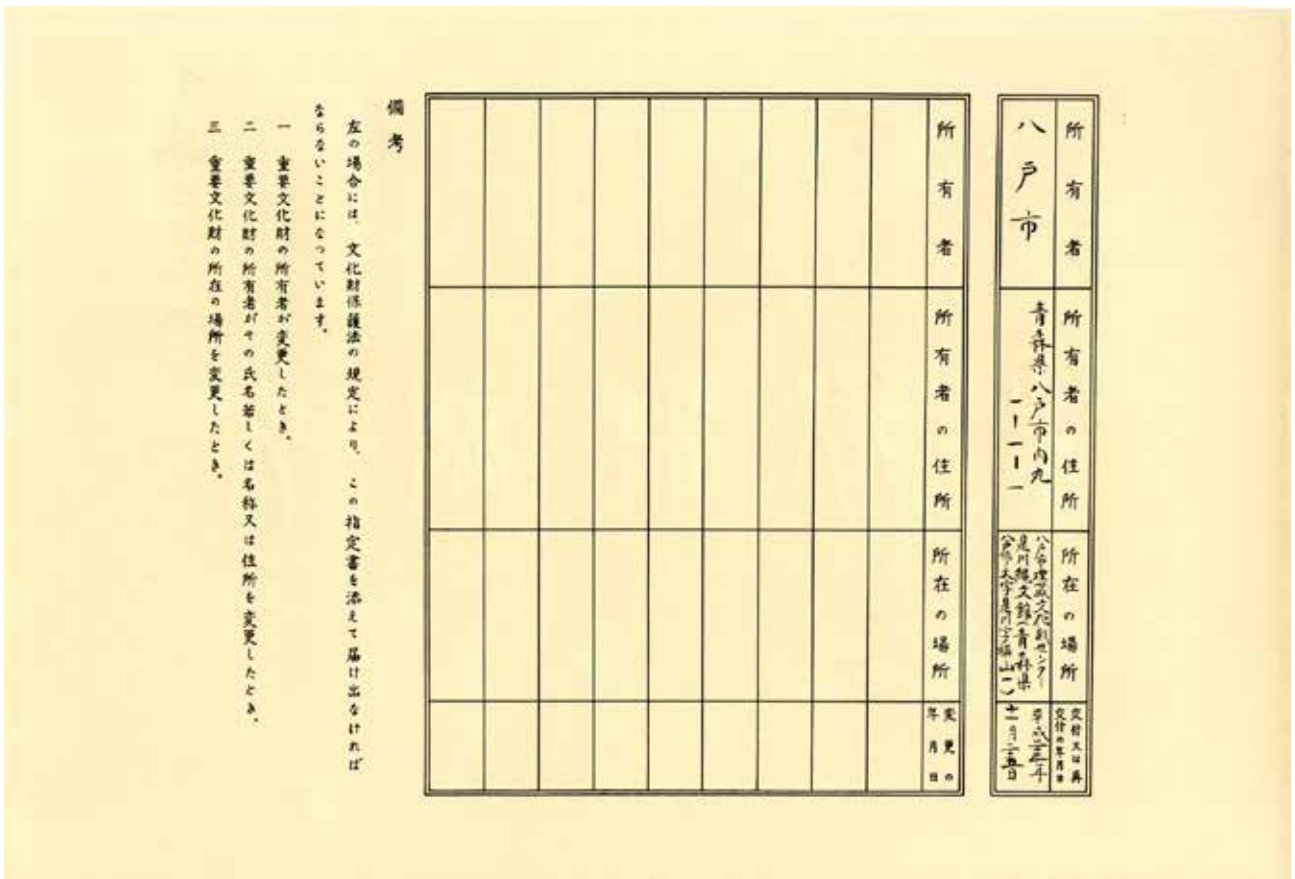 所有者
所有者の住所
所在の場所
交付又は再
交付の年月日
八戸市
青森県八戸市内丸
一ー一ー一
八戸市埋蔵文化財センター
是川縄文館(青森県
八戸市大字是川字横山一)
平成二三年
十一月
所有者
所有者の住所
所在の場所
変更の
年月日
備考
左の場合には、文化財保護法の規定により、この指定書を添えて届け出なければ
ならないことになつています。
一 重要文化財の所有者が変更したとき。
二 重要文化財の所有者がその氏名若しくは名称又は住所を変更したとき。
三 重要文化財の所在の場所を変更したとき。